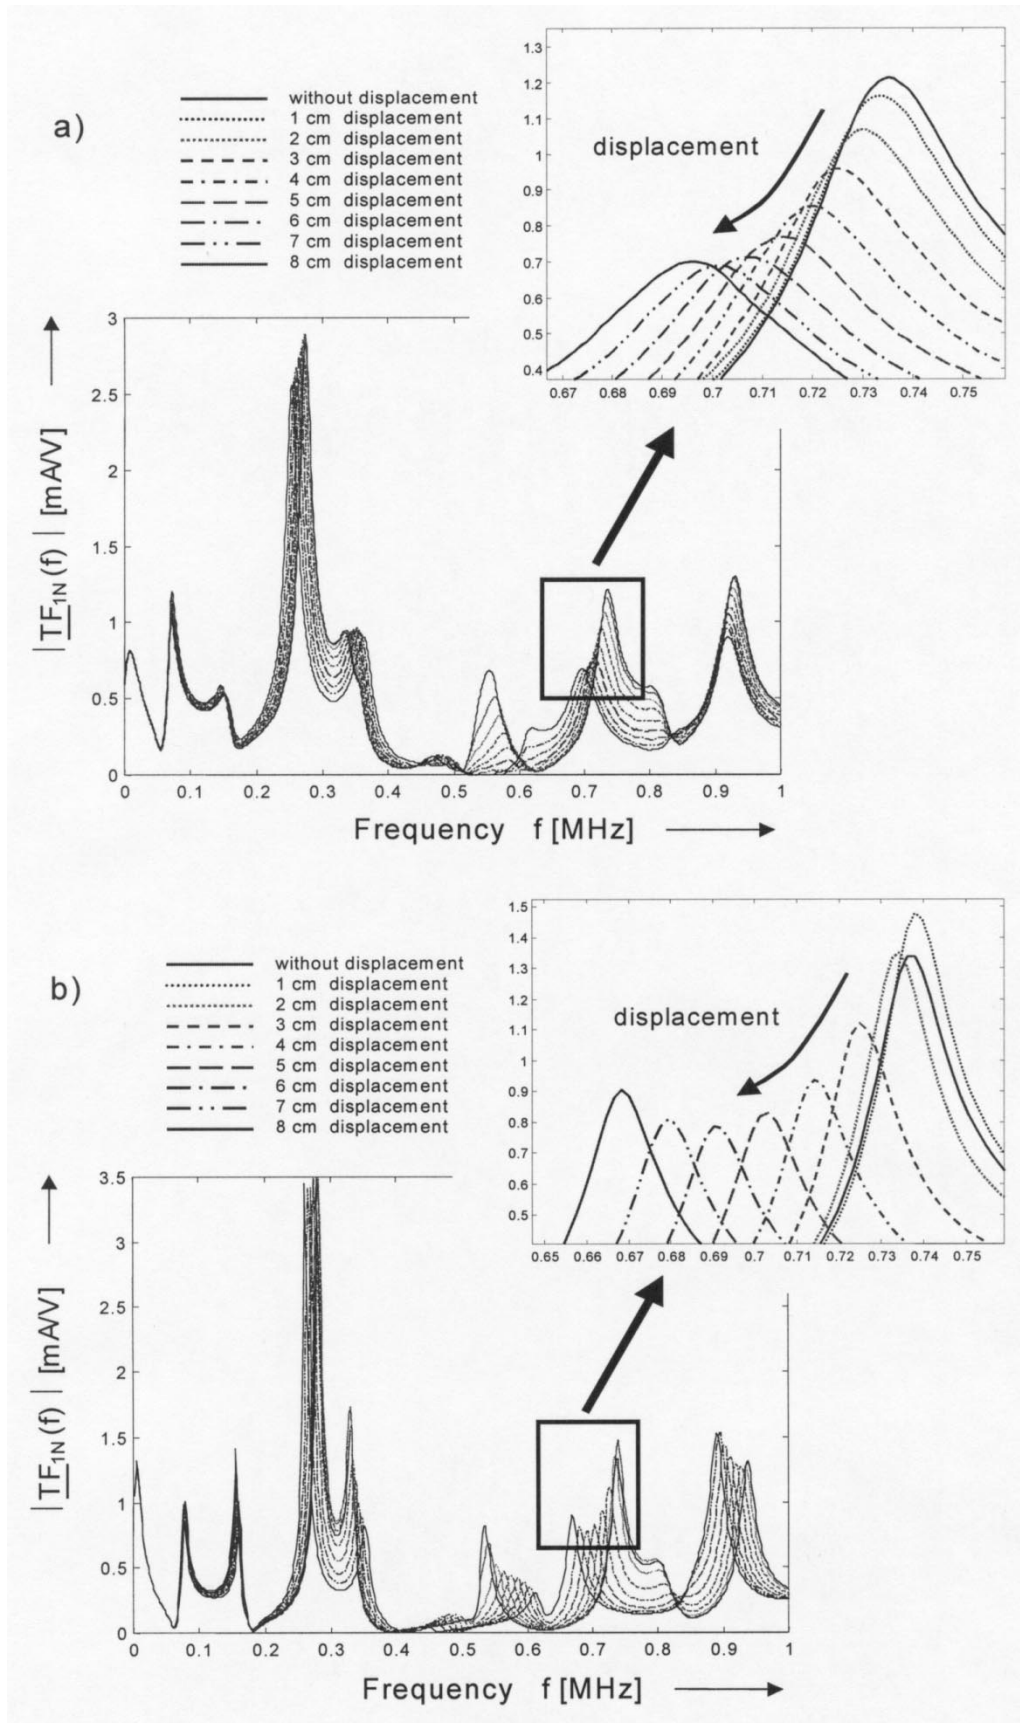 a)
without displacement
1 cm displacement
2 cm displacement
3 cm displacement
4 cm displacement
5 cm displacement
6 cm displacement
7 cm displacement
8 cm displacement
1.3
1.2
1.1
1
0.9
0.8
0.7
0.6
0.5
0.4
displacement
0.67 0.68 0.69 0.7 0.71 0.72 0.73 0.74 0.75
|TF1N(f)| [mA/V]
3
2.5
2
1.5
1
0.5
0
0 0.1 0.2 0.3 0.4 0.5 0.6 0.7 0.8 0.9 1
Frequency f [MHz]
b)
without displacement
1 cm displacement
2 cm displacement
3 cm displacement
4 cm displacement
5 cm displacement
6 cm displacement
7 cm displacement
8 cm displacement
1.5
1.4
1.3
1.2
1.1
1
0.9
0.8
0.7
0.6
0.5
displacement
0.65 0.66 0.67 0.68 0.69 0.7 0.71 0.72 0.73 0.74 0.75
|TF1N(f)| [mA/V]
3.5
3
2.5
2
1.5
1
0.5
0
0 0.1 0.2 0.3 0.4 0.5 0.6 0.7 0.8 0.9 1
Frequency f [MHz]